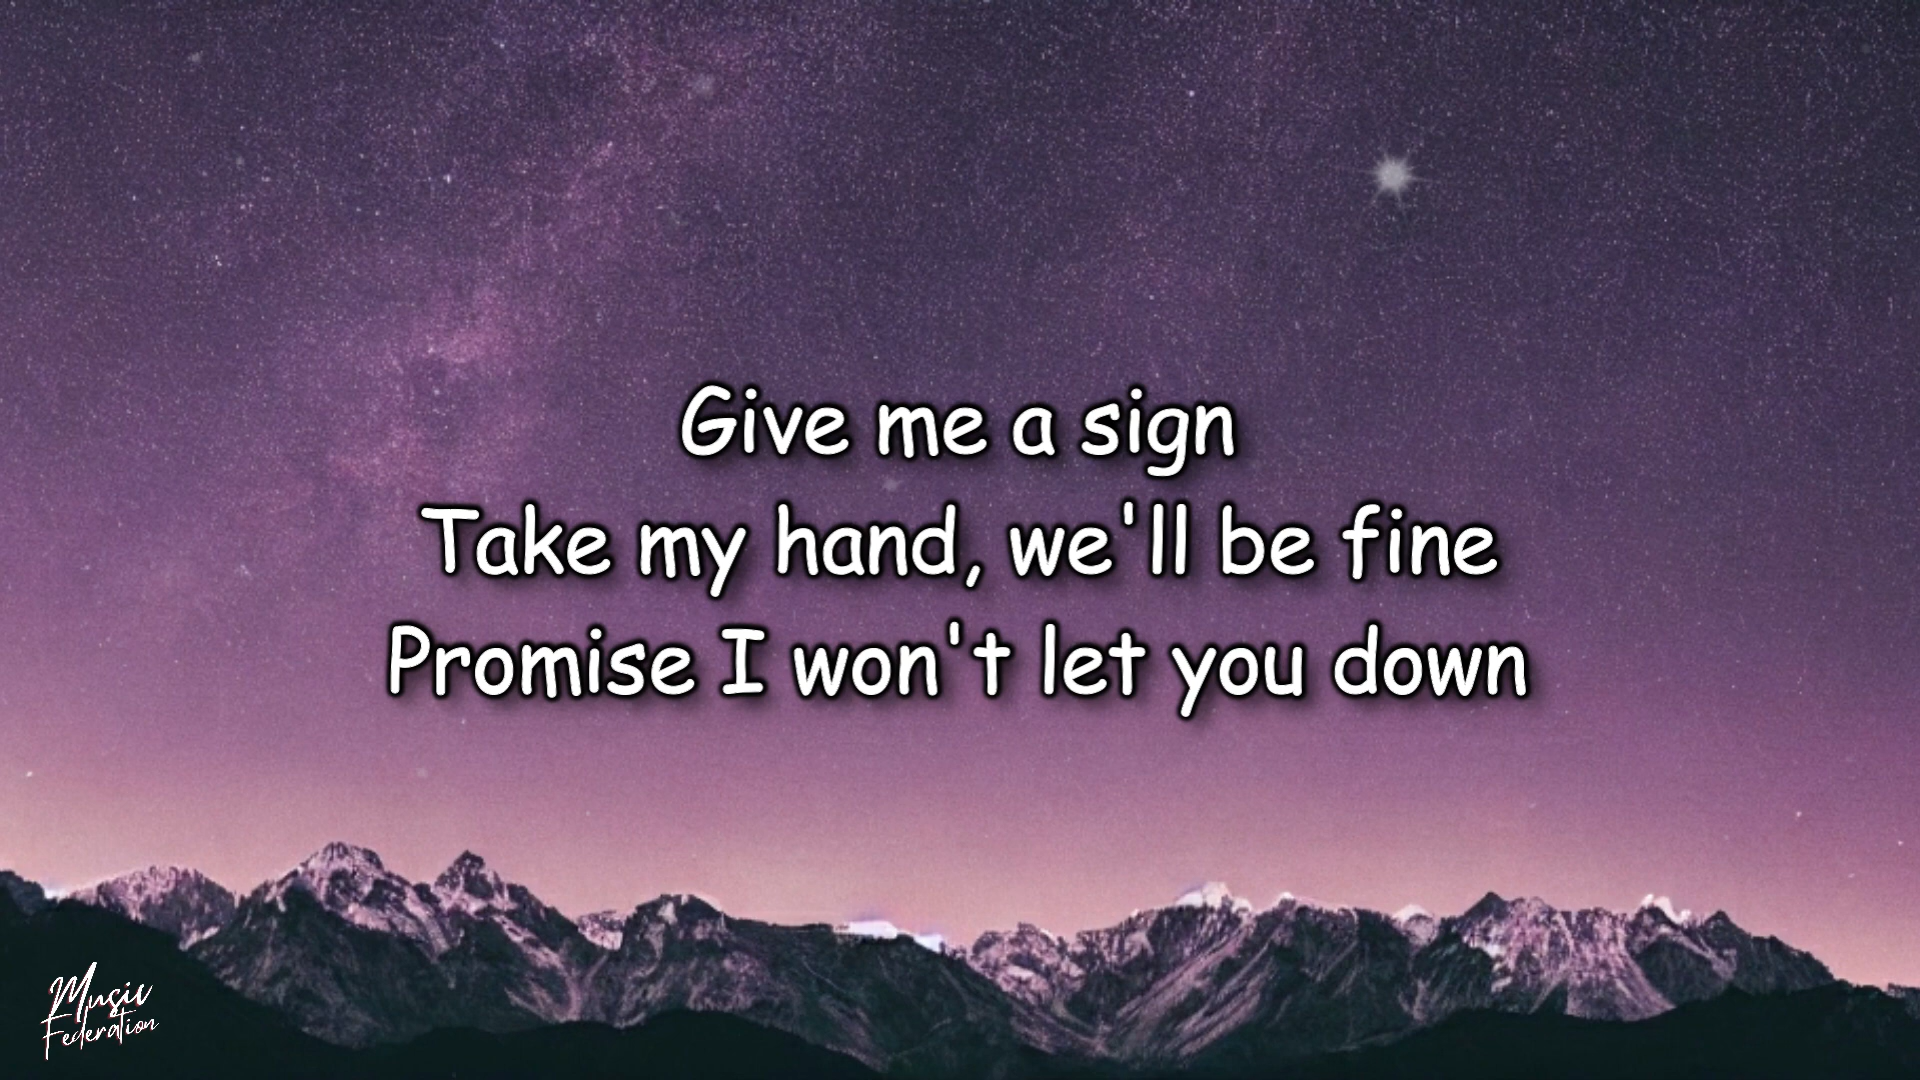 Give me a sign
Take my hand, we'll be fine
Promise I won't let you down
Music
Federation